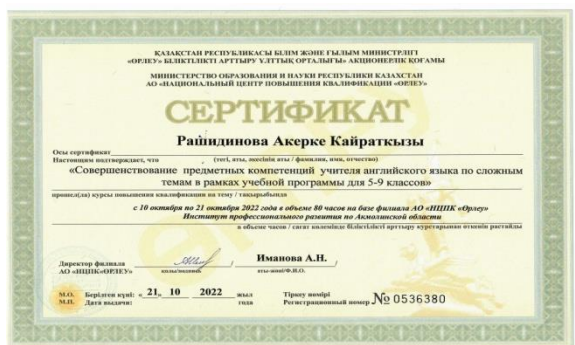 ҚАЗАҚСТАН РЕСПУБЛИКАСЫ БІЛІМ ЖӘНЕ ҒЫЛЫМ МИНИСТРЛІГІ
«ӨРЛЕУ» БІЛІКТІЛІКТІ АРТТЫРУ ҰЛТТЫҚ ОРТАЛЫҒЫ» АКЦИОНЕРЛІК ҚОҒАМЫ
МИНИСТЕРСТВО ОБРАЗОВАНИЯ И НАУКИ РЕСПУБЛИКИ КАЗАХСТАН
АО «НАЦИОНАЛЬНЫЙ ЦЕНТР ПОВЫШЕНИЯ КВАЛИФИКАЦИИ «ӨРЛЕУ»
СЕРТИФИКАТ
Рашидинова Акерке Кайраткызы
Осы сертификат
Настоящим подтверждает, что (тегі, аты, әкесінің аты / фамилия, имя, отчество)
«Совершенствование предметных компетенций учителя английского языка по сложным
темам в рамках учебной программы для 5-9 классов»
прошел(ла) курсы повышения квалификации на тему / тақырыбында
с 10 октября по 21 октября 2022 года в объеме 80 часов на базе филиала АО «НЦПК «Өрлеу»
Институт профессионального развития по Акмолинской области
в объеме часов / сағат көлемінде біліктілікті арттыру курстарынан өткенін растайды
Директор филиала Иманова А.Н.
АО «НЦПК«ӨРЛЕУ» қолы/подпись аты-жөні/Ф.И.О.
М.О. Берілген күні: « 21 » 10 2022 жыл Тіркеу нөмірі
М.П. Дата выдачи: года Регистрационный номер № 0536380